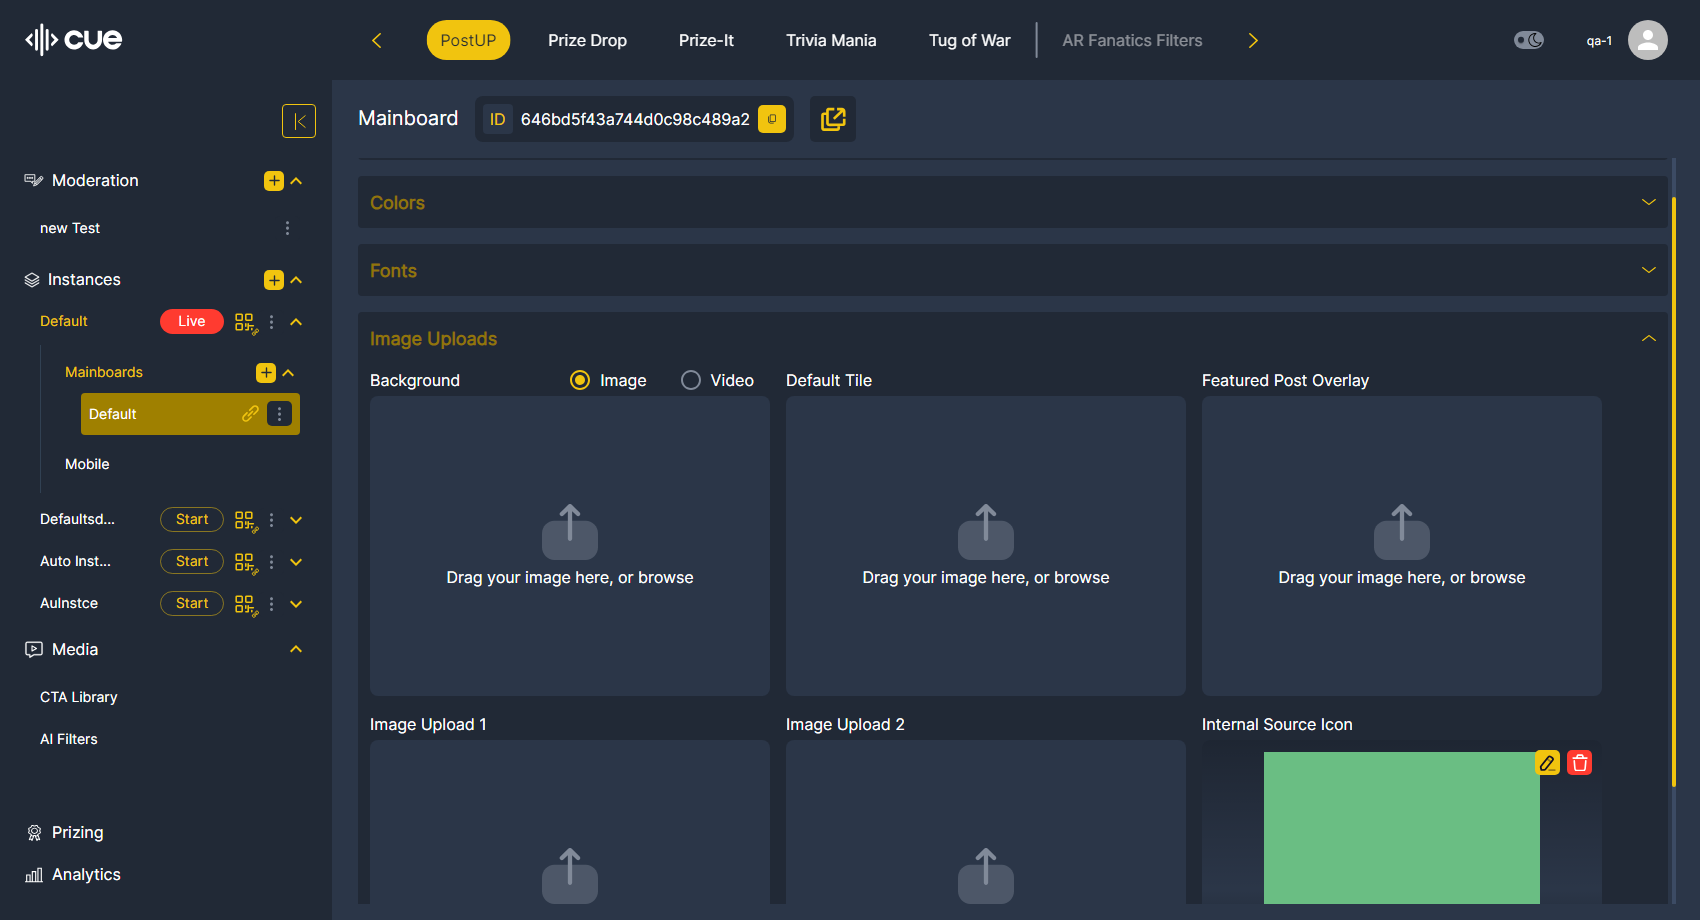 cue
PostUP
Prize Drop
Prize-It
Trivia Mania
Tug of War
AR Fanatics Filters
qa-1
Moderation
new Test
Instances
Default
Live
Mainboards
Default
Mobile
Defaultsd...
Start
Auto Inst...
Start
AuInstce
Start
Media
CTA Library
AI Filters
Prizing
Analytics
Mainboard
ID
646bd5f43a744d0c98c489a2
Colors
Fonts
Image Uploads
Background
Image
Video
Default Tile
Featured Post Overlay
Drag your image here, or browse
Drag your image here, or browse
Drag your image here, or browse
Image Upload 1
Image Upload 2
Internal Source Icon